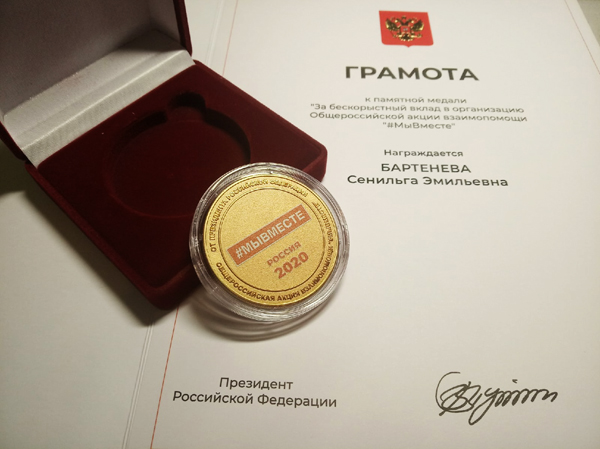 ГРАМОТА
к памятной медали
"За бескорыстный вклад в организацию
Общероссийской акции взаимопомощи
"#МыВместе"
Награждается
БАРТЕНЕВА
Сенильга Эмильевна
ОТ ПРЕЗИДЕНТА РОССИЙСКОЙ ФЕДЕРАЦИИ
#МЫВМЕСТЕ
РОССИЯ
2020
ОБЩЕРОССИЙСКАЯ АКЦИЯ ВЗАИМОПОМОЩИ
Президент
Российской Федерации